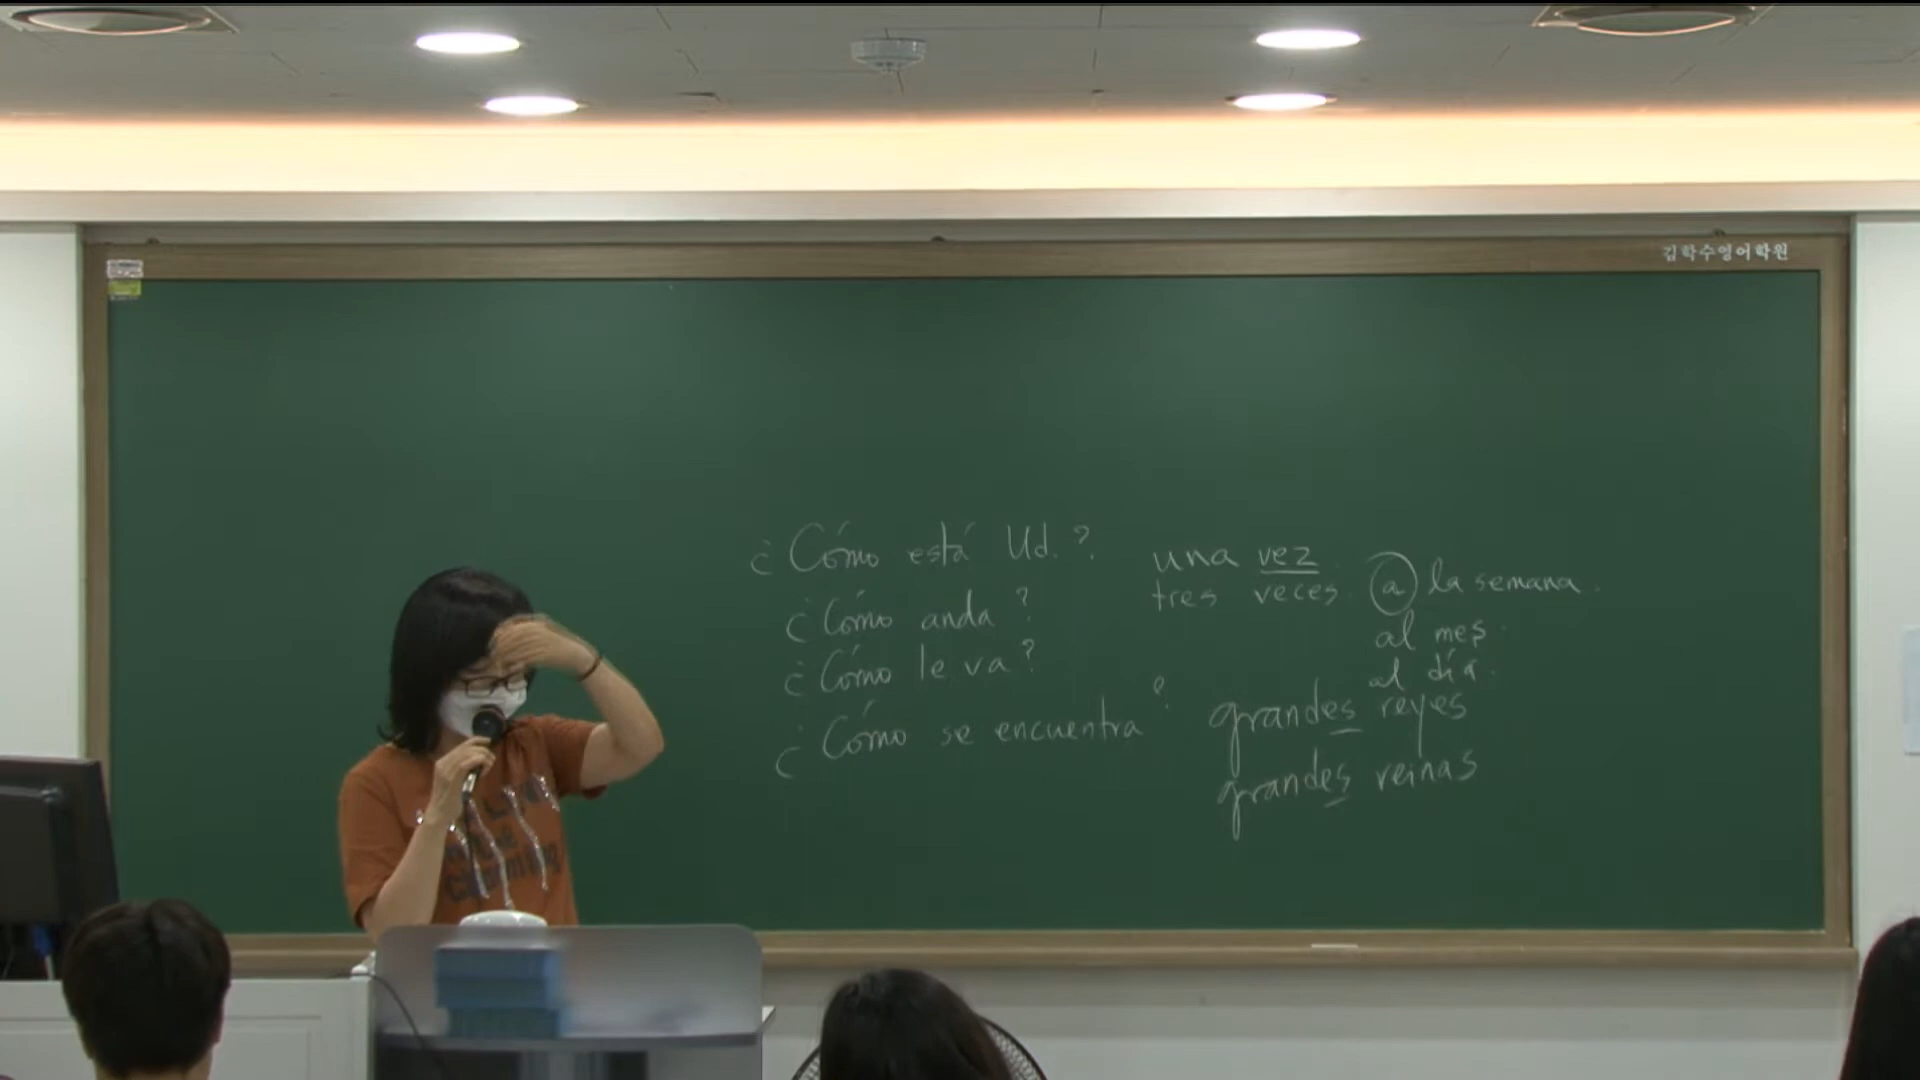 김학수영어학원
¿Cómo está Ud.?
¿Cómo anda?
¿Cómo le va?
¿Cómo se encuentra?
una vez
tres veces. a la semana.
al mes.
al día.
grandes reyes
grandes reinas